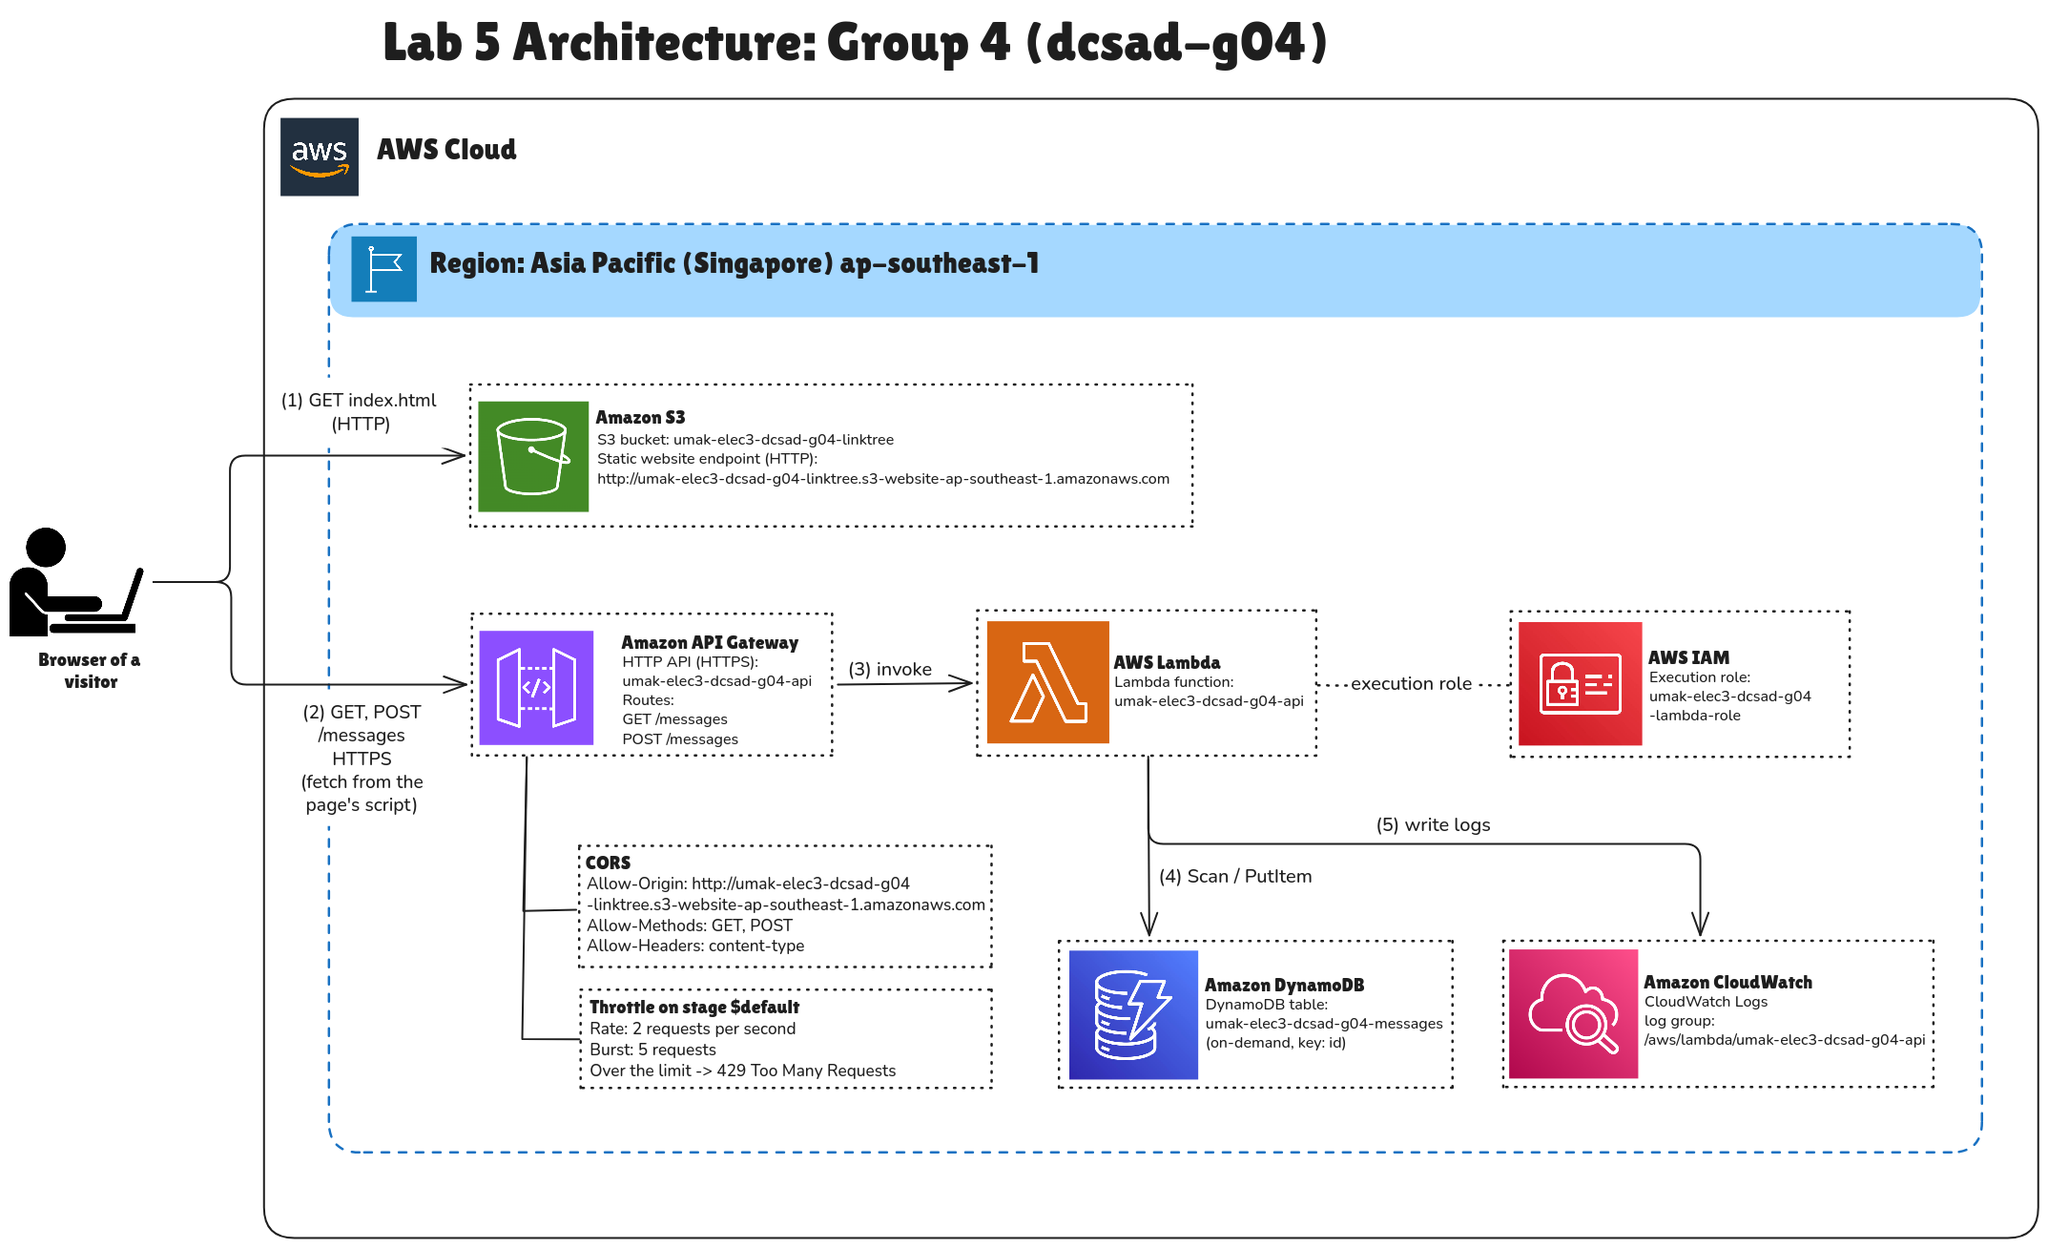 Lab 5 Architecture: Group 4 (dcsad-g04)
aws
AWS Cloud
Region: Asia Pacific (Singapore) ap-southeast-1
(1) GET index.html
(HTTP)
Amazon S3
S3 bucket: umak-elec3-dcsad-g04-linktree
Static website endpoint (HTTP):
http://umak-elec3-dcsad-g04-linktree.s3-website-ap-southeast-1.amazonaws.com
Browser of a
visitor
(2) GET, POST
/messages
HTTPS
(fetch from the
page's script)
Amazon API Gateway
HTTP API (HTTPS):
umak-elec3-dcsad-g04-api
Routes:
GET /messages
POST /messages
(3) invoke
AWS Lambda
Lambda function:
umak-elec3-dcsad-g04-api
execution role
AWS IAM
Execution role:
umak-elec3-dcsad-g04
-lambda-role
(5) write logs
(4) Scan / PutItem
CORS
Allow-Origin: http://umak-elec3-dcsad-g04
-linktree.s3-website-ap-southeast-1.amazonaws.com
Allow-Methods: GET, POST
Allow-Headers: content-type
Throttle on stage $default
Rate: 2 requests per second
Burst: 5 requests
Over the limit -> 429 Too Many Requests
Amazon DynamoDB
DynamoDB table:
umak-elec3-dcsad-g04-messages
(on-demand, key: id)
Amazon CloudWatch
CloudWatch Logs
log group:
/aws/lambda/umak-elec3-dcsad-g04-api